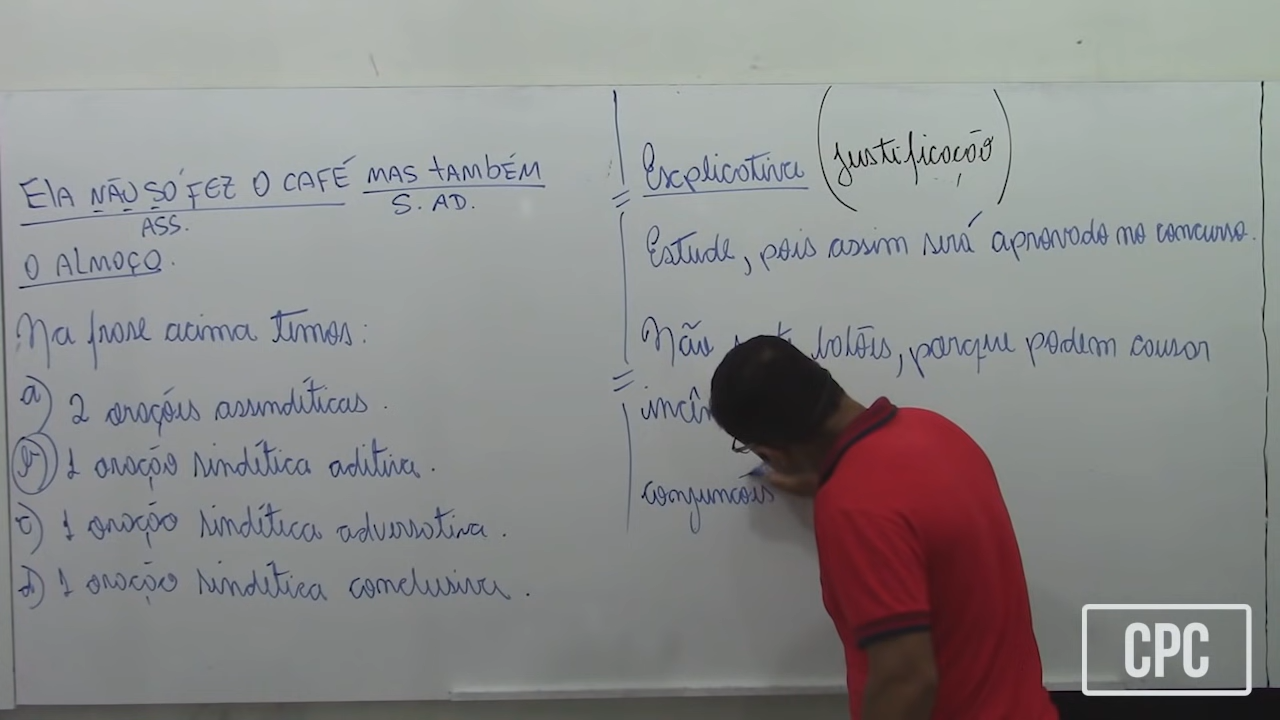 ElA NÃO SÓ FEZ O CAFÉ MAS tAMBÉM
ASS.
S. AD.
O ALMOÇO.
Na frase acima temos:
a) 2 orações assindéticas.
b) 1 oração sindética aditiva.
c) 1 oração sindética adversativa.
d) 1 oração sindética conclusiva.
Explicativa (justificação)
Estude, pois assim será aprovado no concurso.
Não balões, porque podem causar
conjunções
CPC